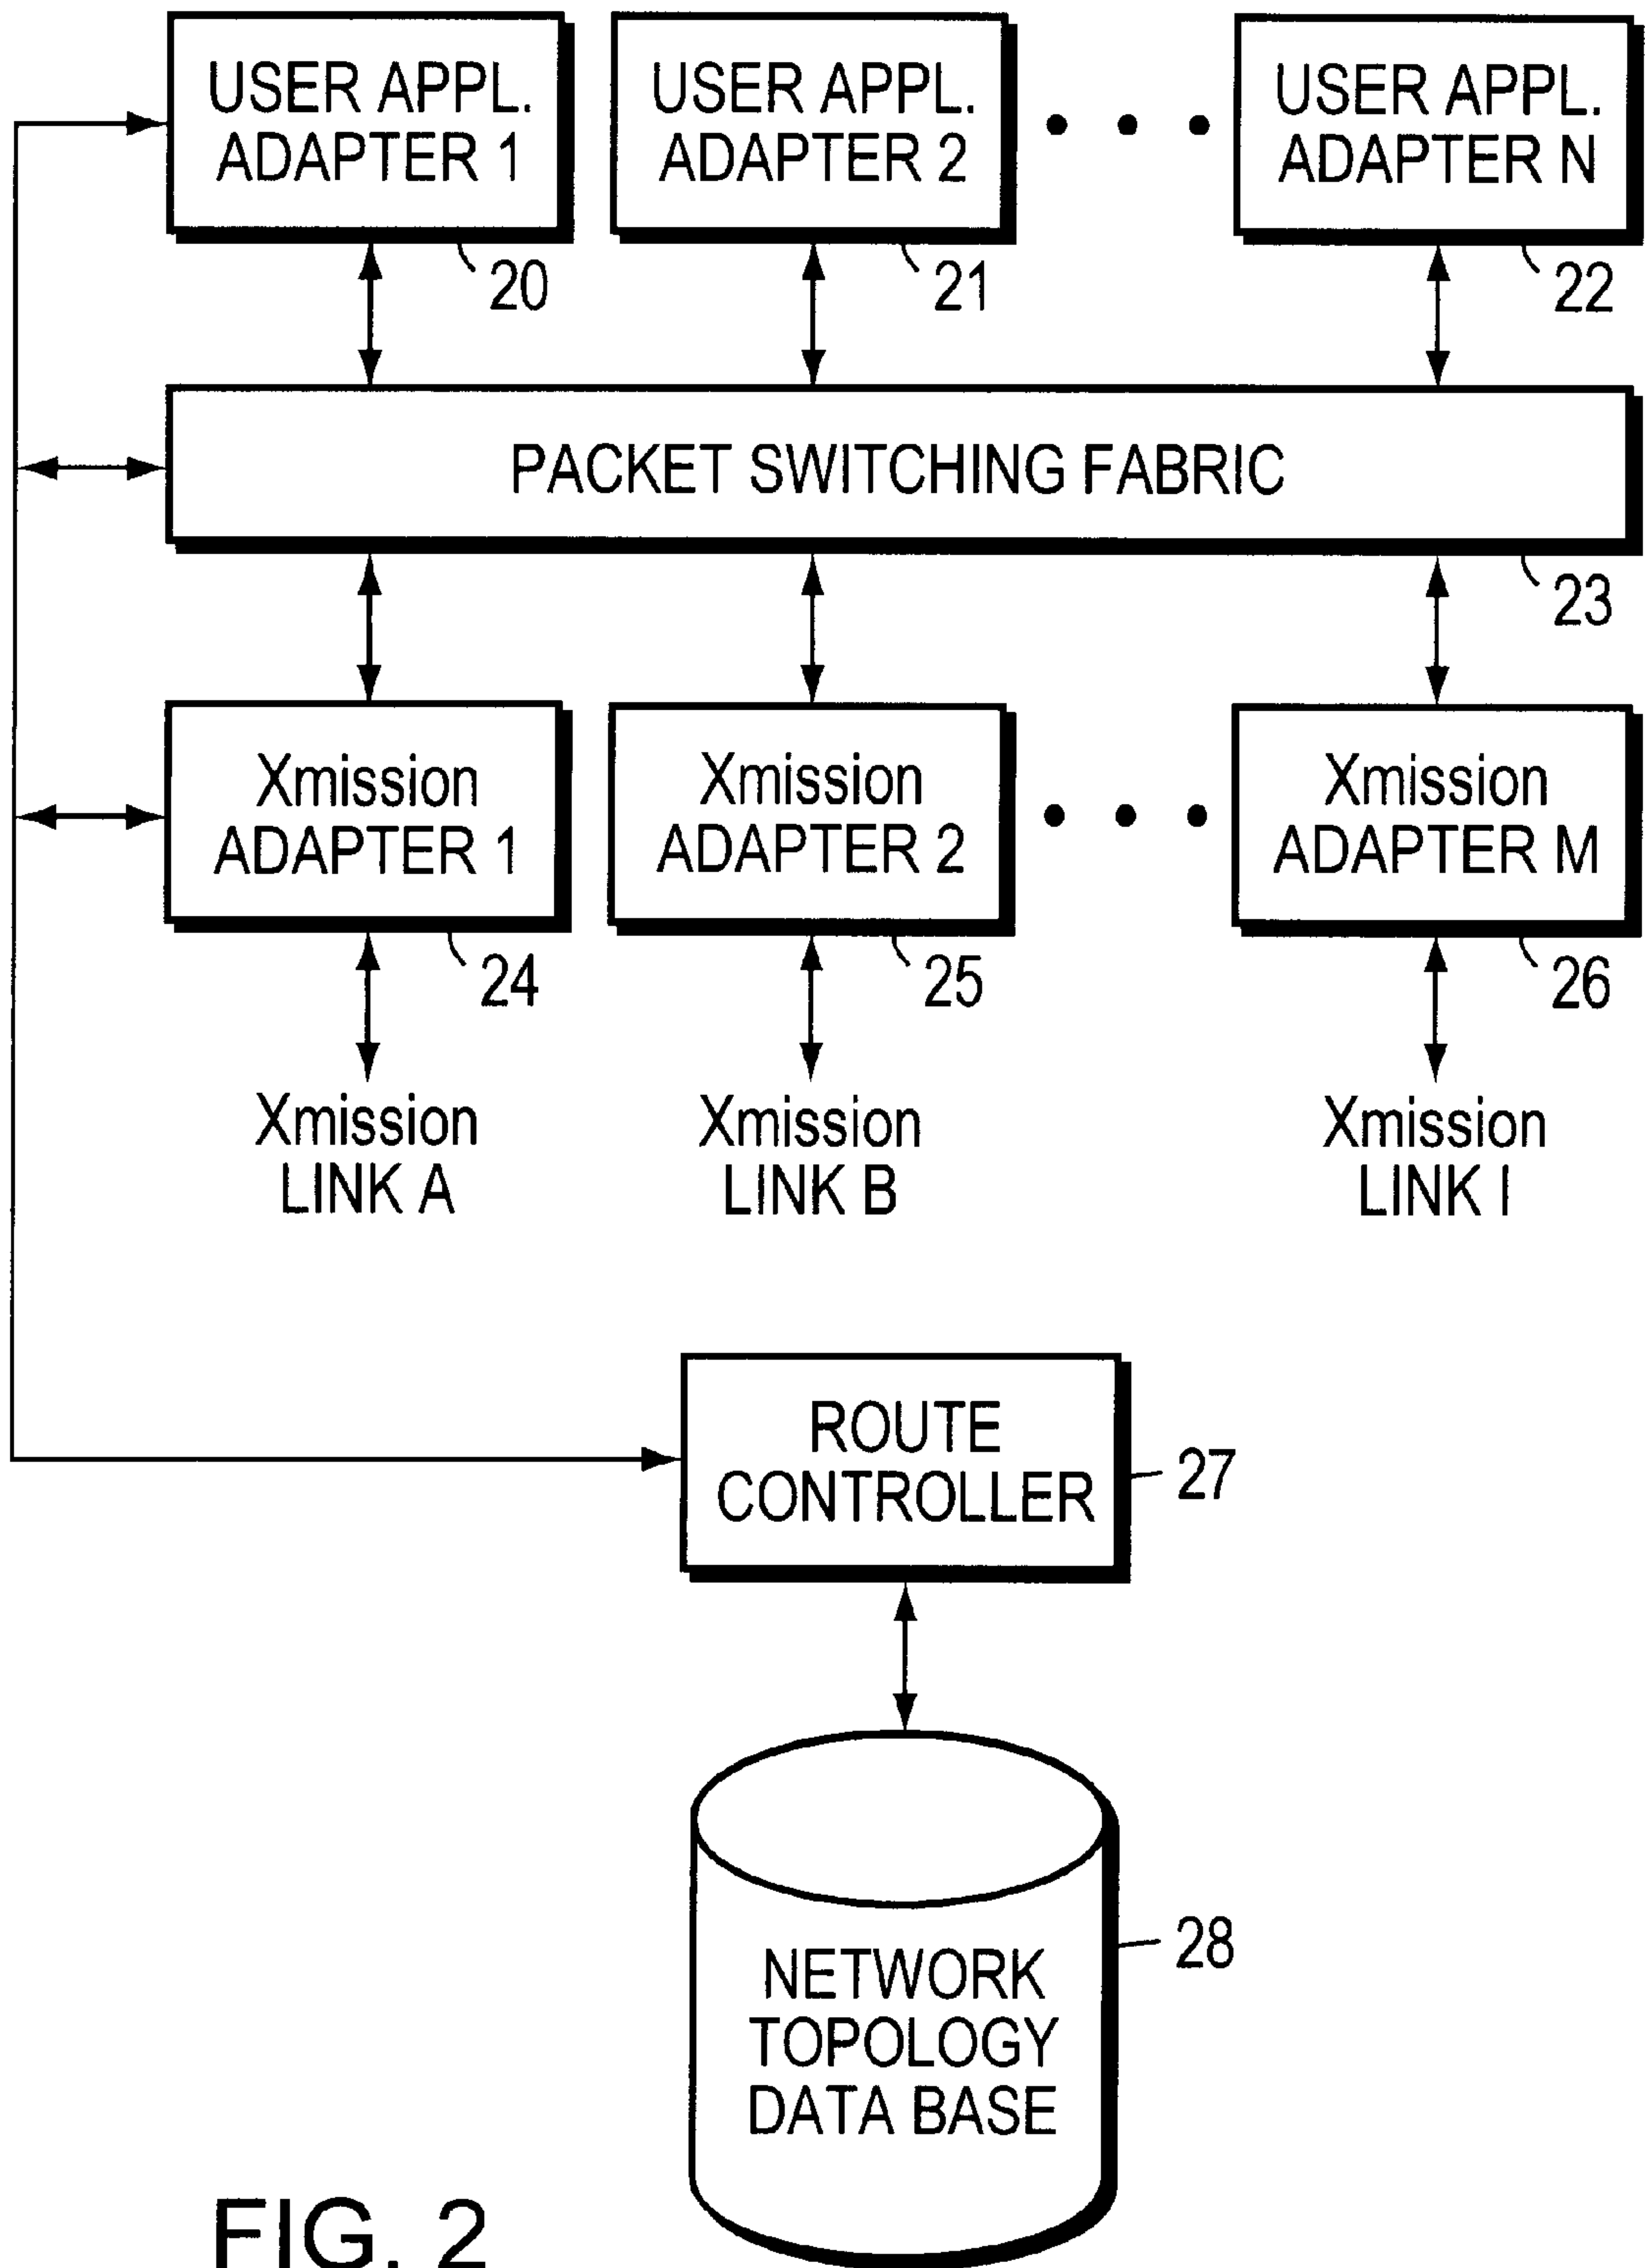 USER APPL.
ADAPTER 1
USER APPL.
ADAPTER 2
USER APPL.
ADAPTER N
20
21
22
PACKET SWITCHING FABRIC
23
Xmission
ADAPTER 1
Xmission
ADAPTER 2
Xmission
ADAPTER M
24
25
26
Xmission
LINK A
Xmission
LINK B
Xmission
LINK I
ROUTE
CONTROLLER
27
28
NETWORK
TOPOLOGY
DATA BASE
FIG. 2